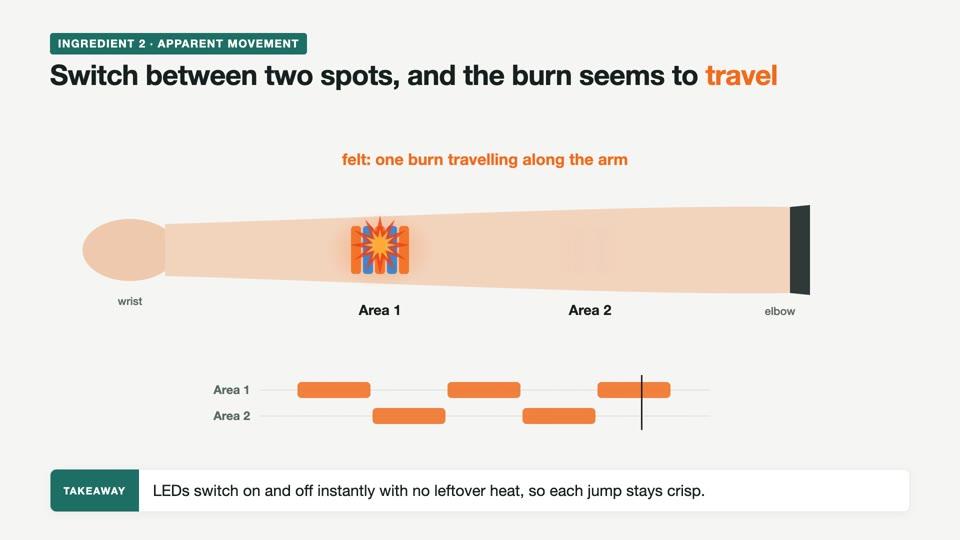 INGREDIENT 2 · APPARENT MOVEMENT
Switch between two spots, and the burn seems to travel
felt: one burn travelling along the arm
wrist
Area 1
Area 2
elbow
Area 1
Area 2
TAKEAWAY
LEDs switch on and off instantly with no leftover heat, so each jump stays crisp.